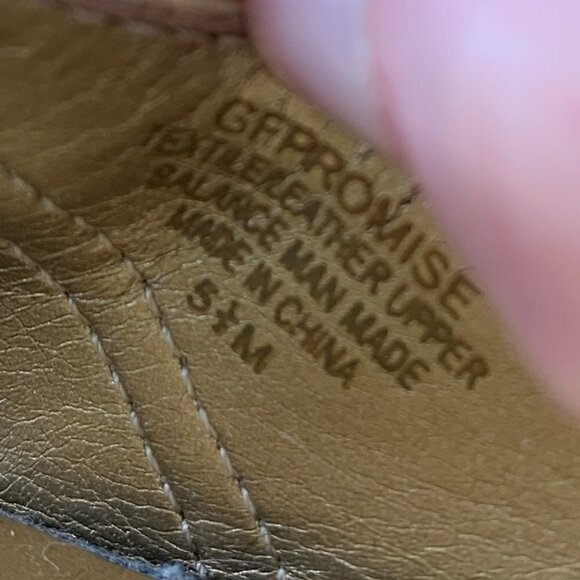 GFPROMISE
TEXTILE/LEATHER UPPER
BALANCE MAN MADE
MADE IN CHINA
5½M